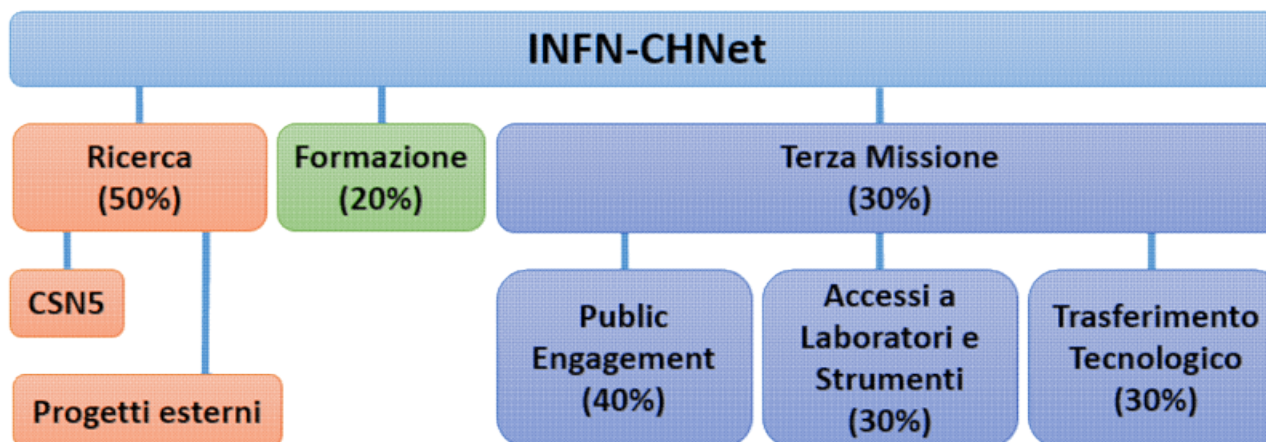 INFN-CHNet
Ricerca
(50%)
Formazione
(20%)
Terza Missione
(30%)
CSN5
Progetti esterni
Public
Engagement
(40%)
Accessi a
Laboratori e
Strumenti
(30%)
Trasferimento
Tecnologico
(30%)